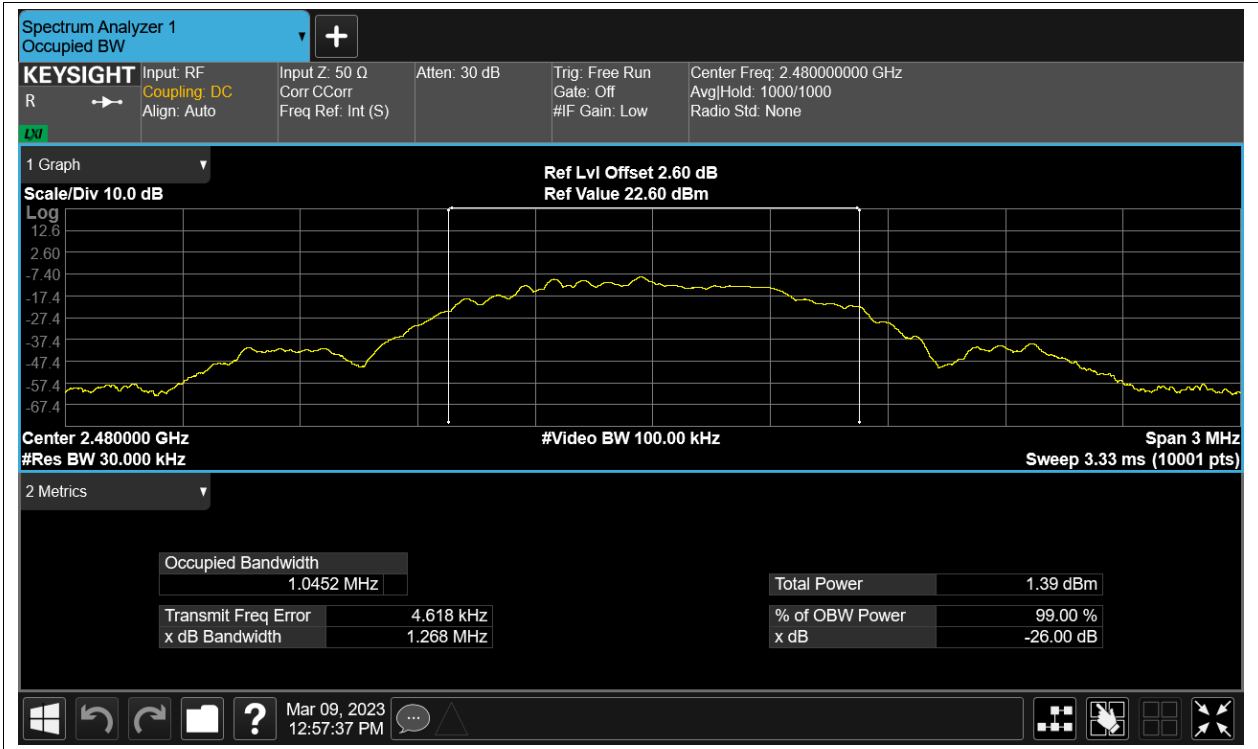 Spectrum Analyzer 1
Occupied BW
KEYSIGHT
R
LXI
Input: RF
Coupling: DC
Align: Auto
Input Z: 50 Ω
Corr CCorr
Freq Ref: Int (S)
Atten: 30 dB
Trig: Free Run
Gate: Off
#IF Gain: Low
Center Freq: 2.480000000 GHz
Avg|Hold: 1000/1000
Radio Std: None
1 Graph
Scale/Div 10.0 dB
Ref Lvl Offset 2.60 dB
Ref Value 22.60 dBm
Log
12.6
2.60
-7.40
-17.4
-27.4
-37.4
-47.4
-57.4
-67.4
Center 2.480000 GHz
#Video BW 100.00 kHz
Span 3 MHz
#Res BW 30.000 kHz
Sweep 3.33 ms (10001 pts)
2 Metrics
Occupied Bandwidth
1.0452 MHz
Transmit Freq Error 4.618 kHz
x dB Bandwidth 1.268 MHz
Total Power 1.39 dBm
% of OBW Power 99.00 %
x dB -26.00 dB
?
Mar 09, 2023
12:57:37 PM